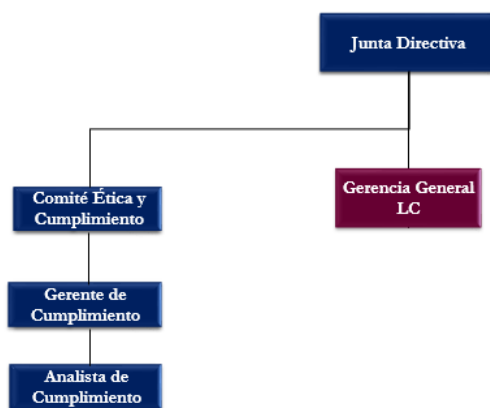 Junta Directiva
Gerencia General
LC
Comité Ética y
Cumplimiento
Gerente de
Cumplimiento
Analista de
Cumplimiento